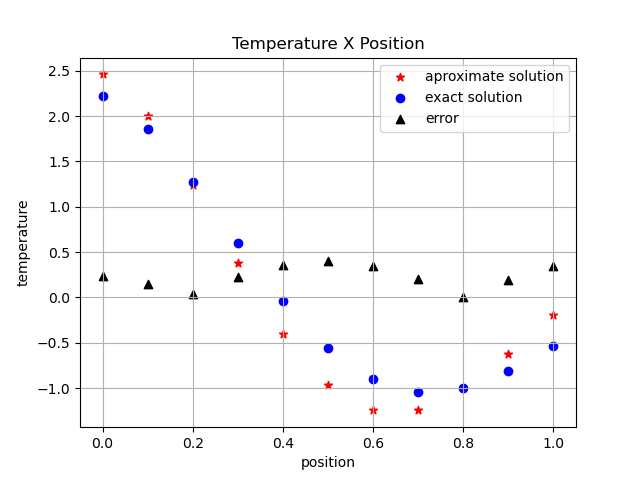 Temperature X Position
aproximate solution
exact solution
error
2.5
2.0
1.5
1.0
0.5
0.0
−0.5
−1.0
temperature
0.0 0.2 0.4 0.6 0.8 1.0
position